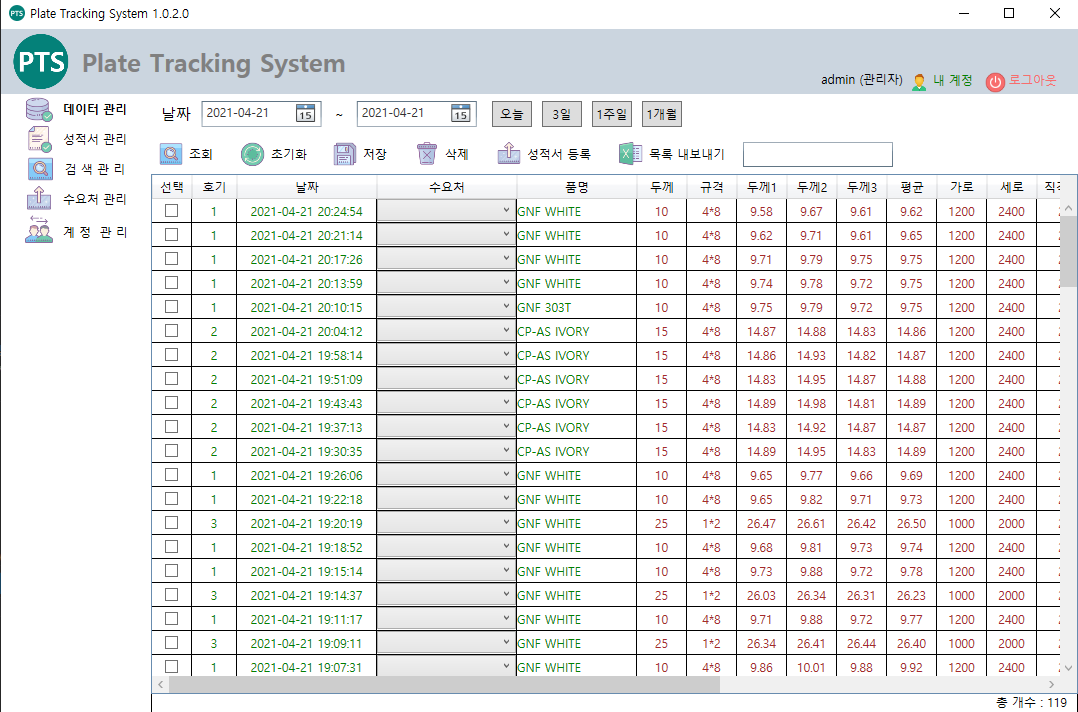 PTS Plate Tracking System 1.0.2.0
PTS Plate Tracking System
admin (관리자) 내 계정 로그아웃
데이터 관리
성적서 관리
검 색 관 리
수요처 관리
계 정 관 리
날짜 2021-04-21 15 ~ 2021-04-21 15 오늘 3일 1주일 1개월
조회 초기화 저장 삭제 성적서 등록 목록 내보내기
선택 호기 날짜 수요처 품명 두께 규격 두께1 두께2 두께3 평균 가로 세로
1 2021-04-21 20:24:54 GNF WHITE 10 4*8 9.58 9.67 9.61 9.62 1200 2400
1 2021-04-21 20:21:14 GNF WHITE 10 4*8 9.62 9.71 9.61 9.65 1200 2400
1 2021-04-21 20:17:26 GNF WHITE 10 4*8 9.71 9.79 9.75 9.75 1200 2400
1 2021-04-21 20:13:59 GNF WHITE 10 4*8 9.74 9.78 9.72 9.75 1200 2400
1 2021-04-21 20:10:15 GNF 303T 10 4*8 9.75 9.79 9.72 9.75 1200 2400
2 2021-04-21 20:04:12 CP-AS IVORY 15 4*8 14.87 14.88 14.83 14.86 1200 2400
2 2021-04-21 19:58:14 CP-AS IVORY 15 4*8 14.86 14.93 14.82 14.87 1200 2400
2 2021-04-21 19:51:09 CP-AS IVORY 15 4*8 14.83 14.95 14.87 14.88 1200 2400
2 2021-04-21 19:43:43 CP-AS IVORY 15 4*8 14.89 14.98 14.81 14.89 1200 2400
2 2021-04-21 19:37:13 CP-AS IVORY 15 4*8 14.83 14.92 14.87 14.87 1200 2400
2 2021-04-21 19:30:35 CP-AS IVORY 15 4*8 14.89 14.95 14.83 14.89 1200 2400
1 2021-04-21 19:26:06 GNF WHITE 10 4*8 9.65 9.77 9.66 9.69 1200 2400
1 2021-04-21 19:22:18 GNF WHITE 10 4*8 9.65 9.82 9.71 9.73 1200 2400
3 2021-04-21 19:20:19 GNF WHITE 25 1*2 26.47 26.61 26.42 26.50 1000 2000
1 2021-04-21 19:18:52 GNF WHITE 10 4*8 9.68 9.81 9.73 9.74 1200 2400
1 2021-04-21 19:15:14 GNF WHITE 10 4*8 9.73 9.88 9.72 9.78 1200 2400
3 2021-04-21 19:14:37 GNF WHITE 25 1*2 26.03 26.34 26.31 26.23 1000 2000
1 2021-04-21 19:11:17 GNF WHITE 10 4*8 9.71 9.88 9.72 9.77 1200 2400
3 2021-04-21 19:09:11 GNF WHITE 25 1*2 26.34 26.41 26.44 26.40 1000 2000
1 2021-04-21 19:07:31 GNF WHITE 10 4*8 9.86 10.01 9.88 9.92 1200 2400
총 개수 : 119